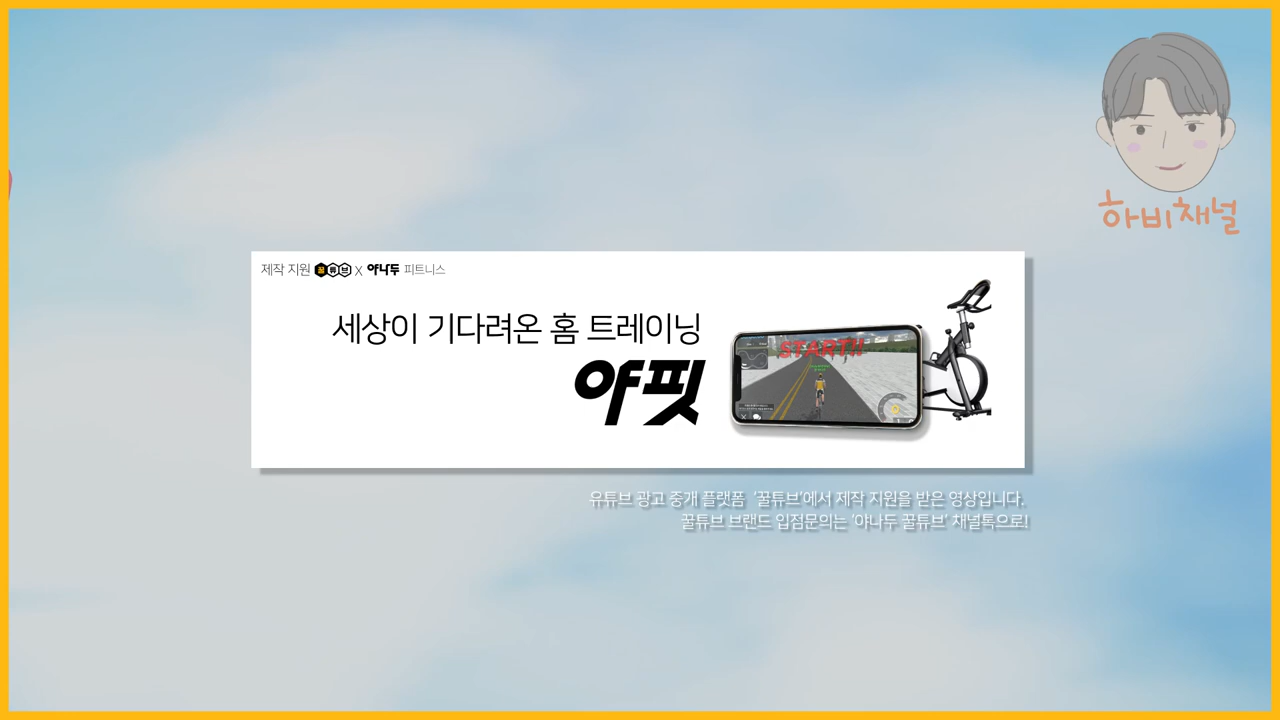 하비채널
제작 지원 꿀튜브 X 야나두 피트니스
세상이 기다려온 홈 트레이닝
야핏
START!!
유튜브 광고 중개 플랫폼 '꿀튜브'에서 제작 지원을 받은 영상입니다.
꿀튜브 브랜드 입점문의는 '야나두 꿀튜브' 채널톡으로!